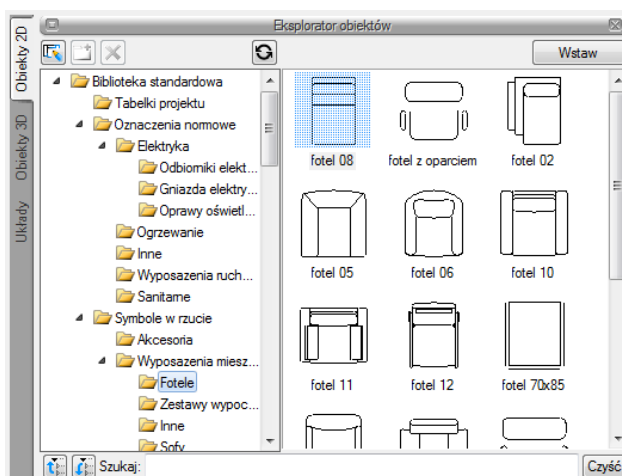 Eksplorator obiektów
Obiekty 2D
Obiekty 3D
Układy
Wstaw
Biblioteka standardowa
Tabelki projektu
Oznaczenia normowe
Elektryka
Odbiorniki elekt...
Gniazda elektry...
Oprawy oświetl...
Ogrzewanie
Inne
Wyposażenia ruch...
Sanitarne
Symbole w rzucie
Akcesoria
Wyposażenia miesz...
Fotele
Zestawy wypoc...
Inne
Sofy
fotel 08 fotel z oparciem fotel 02
fotel 05 fotel 06 fotel 10
fotel 11 fotel 12 fotel 70x85
Szukaj:
Czyść